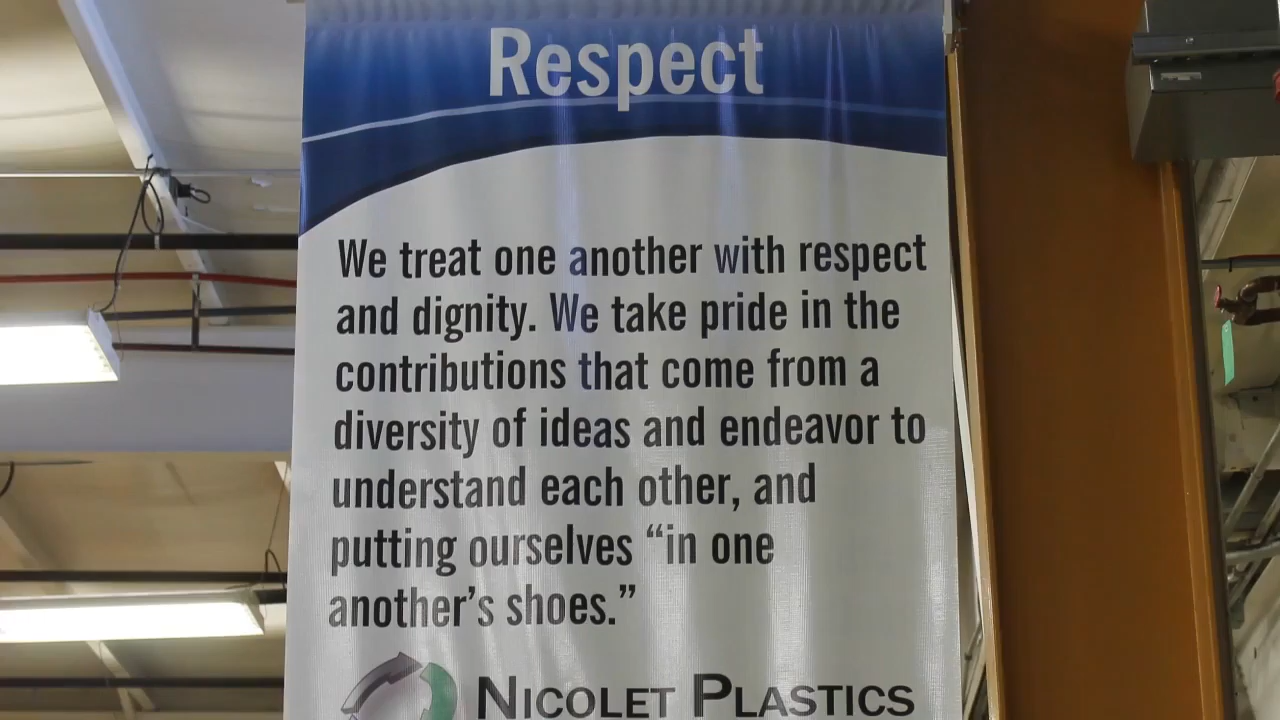 Respect
We treat one another with respect
and dignity. We take pride in the
contributions that come from a
diversity of ideas and endeavor to
understand each other, and
putting ourselves “in one
another’s shoes.”
NICOLET PLASTICS